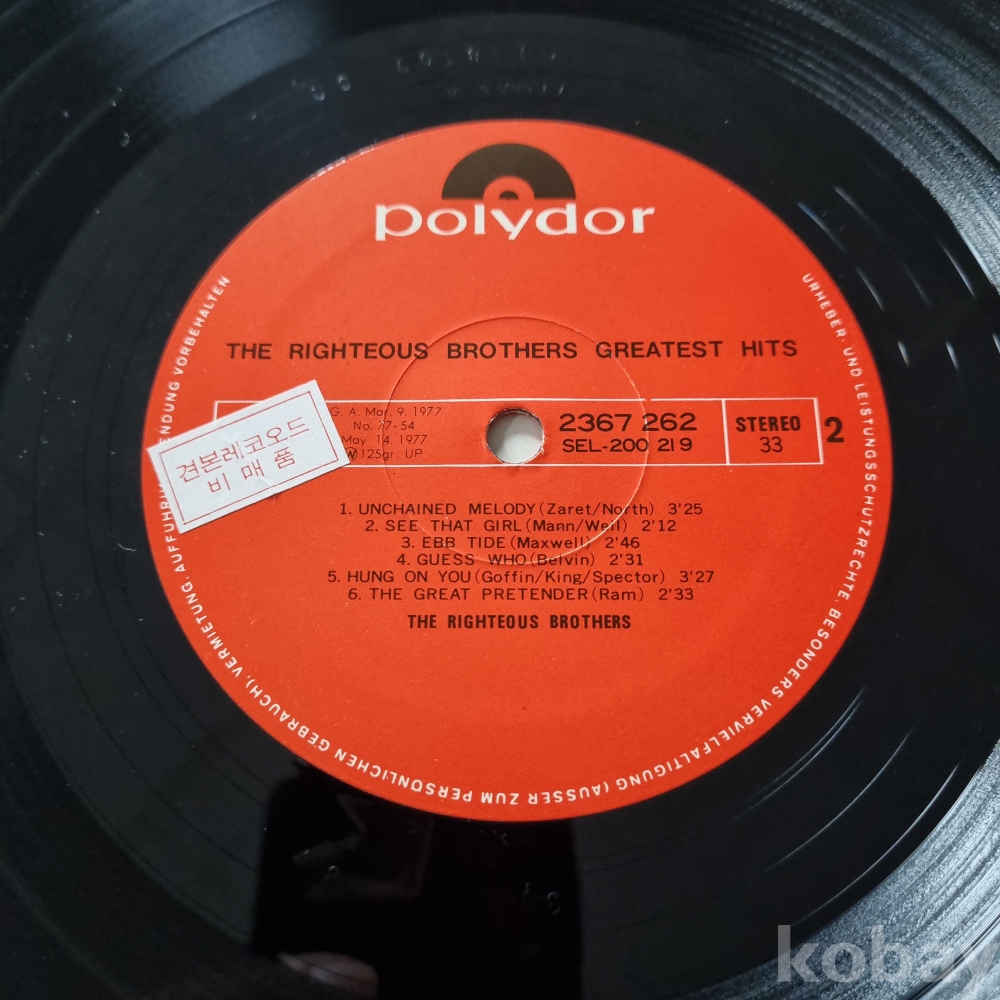 polydor
THE RIGHTEOUS BROTHERS GREATEST HITS
G. A. Mar. 9. 1977
No. 77-54
May 14. 1977
125gr. UP
2367 262
SEL-200 219
STEREO
33
2
견본레코오드
비매품
1. UNCHAINED MELODY (Zaret/North) 3'25
2. SEE THAT GIRL (Mann/Weil) 2'12
3. EBB TIDE (Maxwell) 2'46
4. GUESS WHO (Belvin) 2'31
5. HUNG ON YOU (Goffin/King/Spector) 3'27
6. THE GREAT PRETENDER (Ram) 2'33
THE RIGHTEOUS BROTHERS
URHEBER- UND LEISTUNGSSCHUTZRECHTE, BESONDERS VERVIELFÄLTIGUNG (AUSSER ZUM PERSÖNLICHEN GEBRAUCH), VERMIETUNG, AUFFÜHRUNG, SENDUNG VORBEHALTEN
kobay